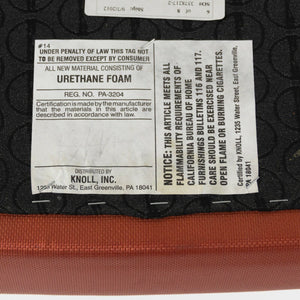 #14
UNDER PENALTY OF LAW THIS TAG NOT
TO BE REMOVED EXCEPT BY CONSUMER
ALL NEW MATERIAL CONSISTING OF
URETHANE FOAM
REG. NO. PA-3204
Certification is made by the manufacturer
that the materials in this article are
described in accordance with law.
DISTRIBUTED BY
KNOLL, INC.
1235 Water St., East Greenville, PA 18041
NOTICE: THIS ARTICLE MEETS ALL
FLAMMABILITY REQUIREMENTS OF
CALIFORNIA BUREAU OF HOME
FURNISHINGS BULLETINS 116 AND 117.
CARE SHOULD BE EXERCISED NEAR
OPEN FLAME OR BURNING CIGARETTES.
Certified by KNOLL, 1235 Water Street, East Greenville,
PA 18041